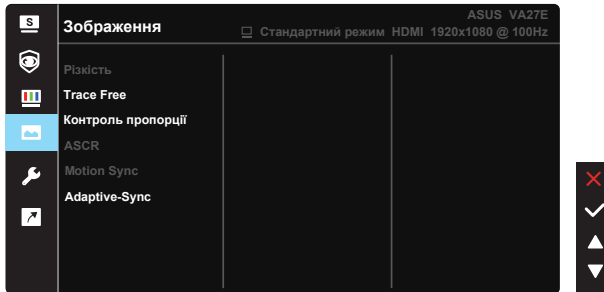 S
Зображення
ASUS VA27E
Стандартний режим HDMI 1920x1080 @ 100Hz
Різкість
Trace Free
Контроль пропорції
ASCR
Motion Sync
Adaptive-Sync